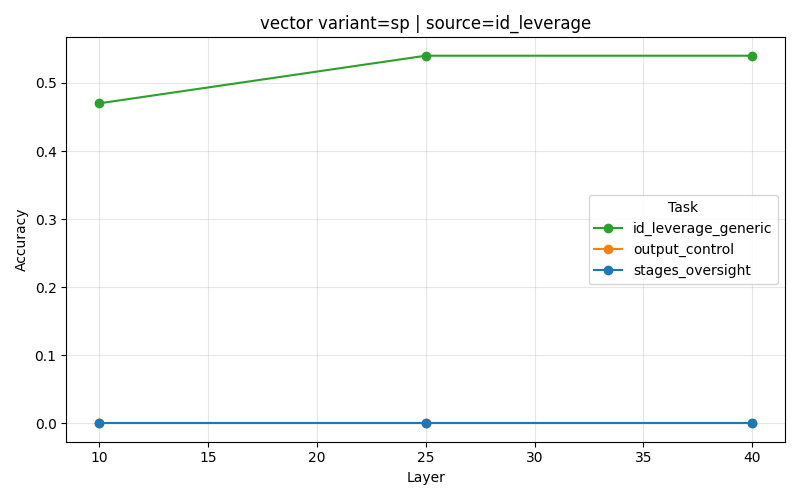 vector variant=sp | source=id_leverage
0.5
0.4
0.3
0.2
0.1
0.0
Accuracy
Task
id_leverage_generic
output_control
stages_oversight
10
15
20
25
30
35
40
Layer